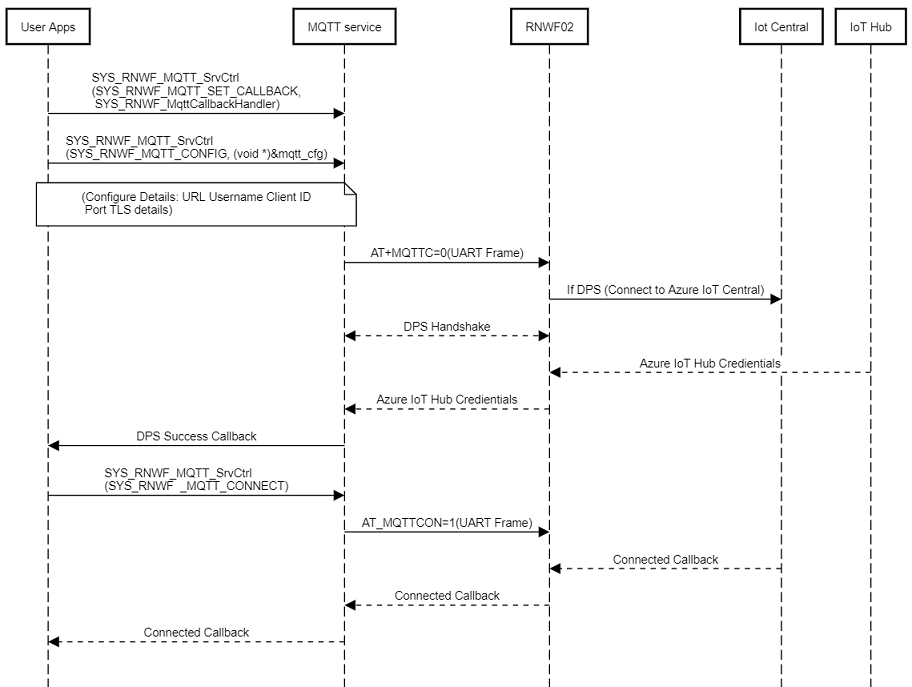 User Apps
MQTT service
RNWF02
Iot Central
IoT Hub
SYS_RNWF_MQTT_SrvCtrl
(SYS_RNWF_MQTT_SET_CALLBACK,
SYS_RNWF_MqttCallbackHandler)
SYS_RNWF_MQTT_SrvCtrl
(SYS_RNWF_MQTT_CONFIG, (void *)&mqtt_cfg)
(Configure Details: URL Username Client ID
Port TLS details)
AT+MQTTC=0(UART Frame)
If DPS (Connect to Azure IoT Central)
DPS Handshake
Azure IoT Hub Credentials
Azure IoT Hub Credientials
DPS Success Callback
SYS_RNWF_MQTT_SrvCtrl
(SYS_RNWF _MQTT_CONNECT)
AT_MQTTCON=1(UART Frame)
Connected Callback
Connected Callback
Connected Callback